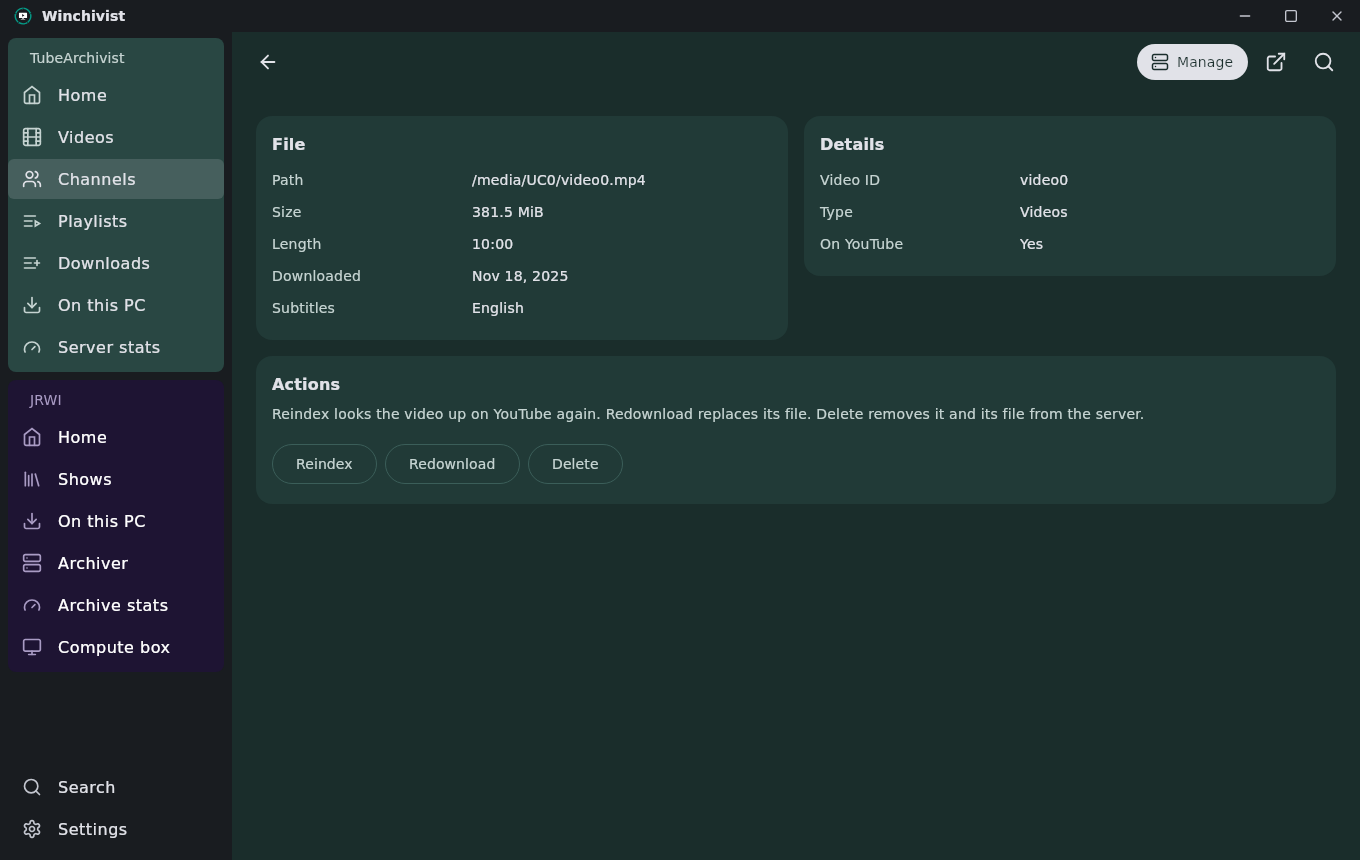 Winchivist
TubeArchivist
Home
Videos
Channels
Playlists
Downloads
On this PC
Server stats
JRWI
Home
Shows
On this PC
Archiver
Archive stats
Compute box
Search
Settings
Manage
File
Path /media/UC0/video0.mp4
Size 381.5 MiB
Length 10:00
Downloaded Nov 18, 2025
Subtitles English
Details
Video ID video0
Type Videos
On YouTube Yes
Actions
Reindex looks the video up on YouTube again. Redownload replaces its file. Delete removes it and its file from the server.
Reindex Redownload Delete